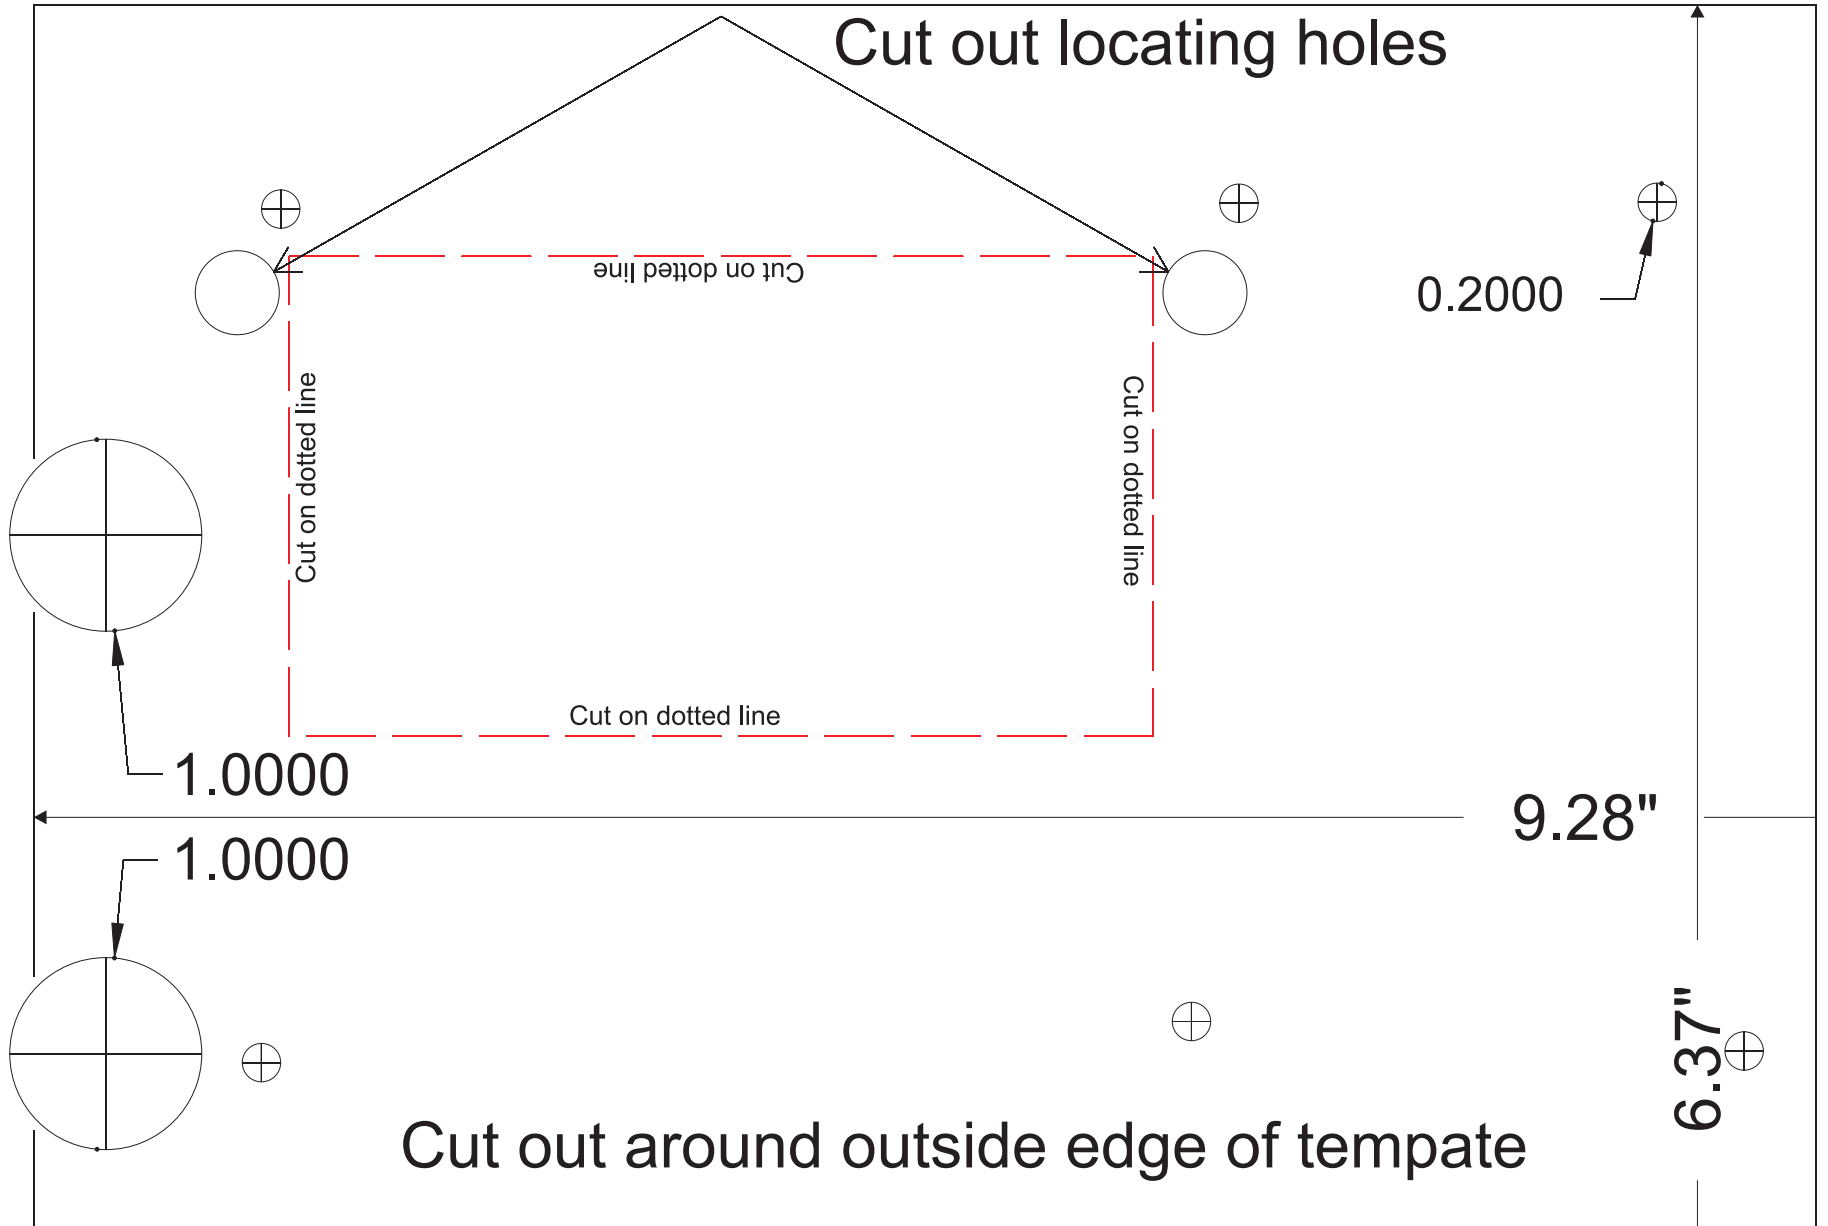 Cut out locating holes
Cut on dotted line
0.2000
Cut on dotted line
Cut on dotted line
Cut on dotted line
1.0000
9.28"
1.0000
6.37"
Cut out around outside edge of tempate